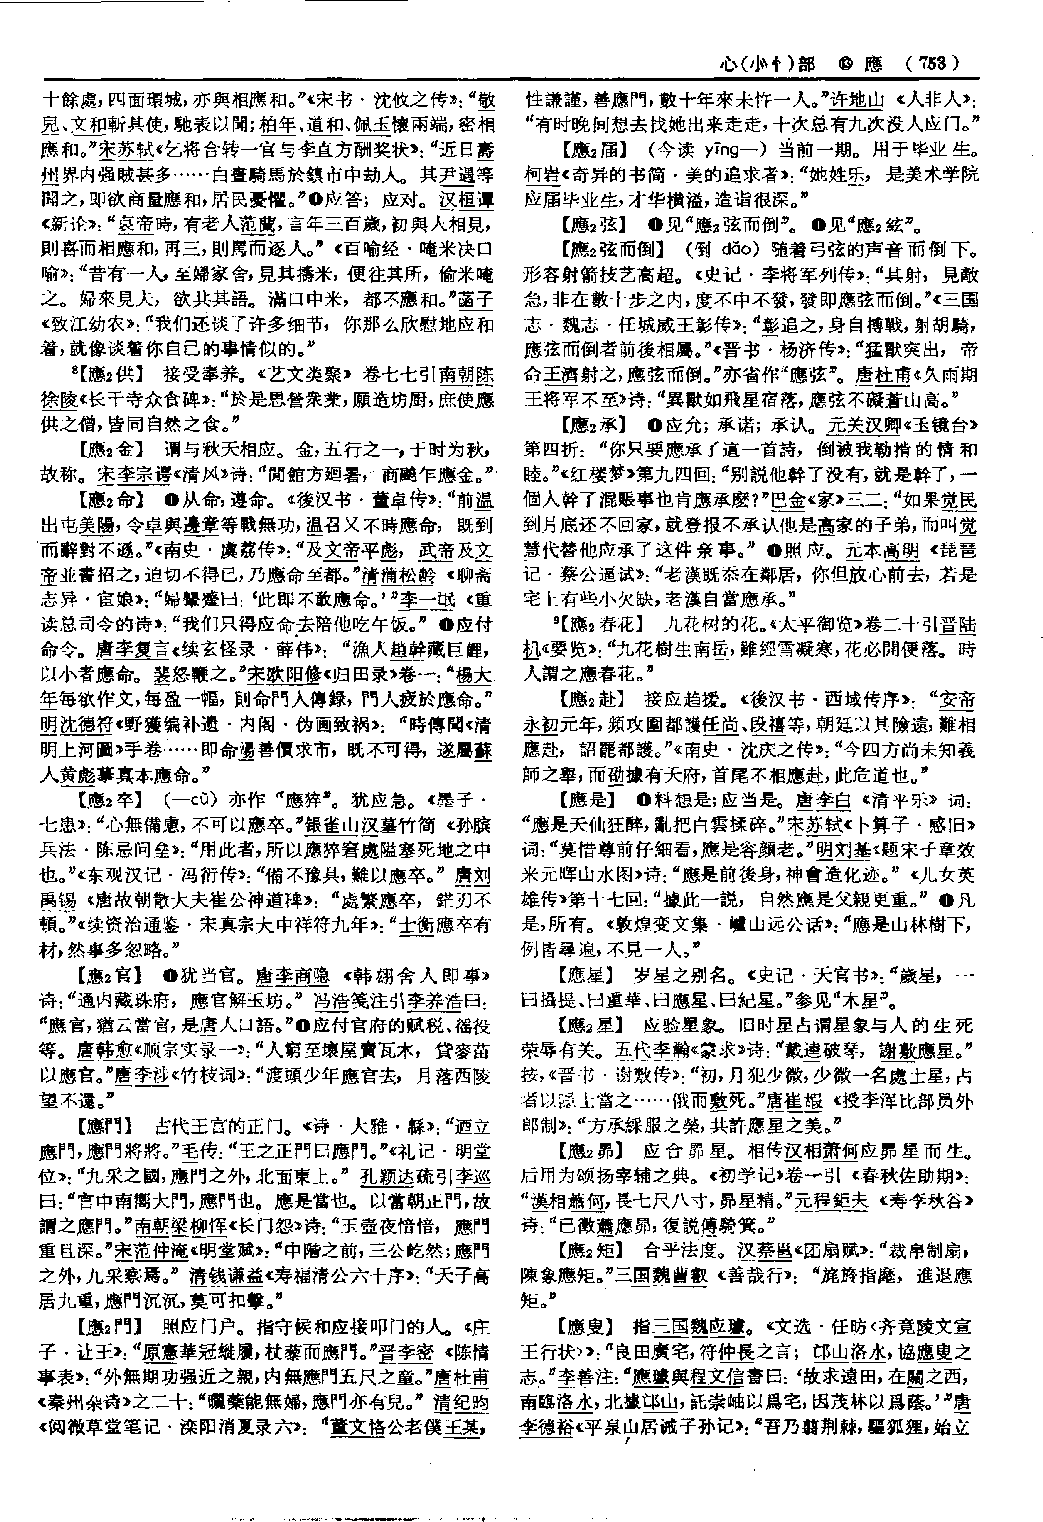 心(小忄)部 ⑬ 應 (753)
十餘處,四面環城,亦與相應和。”《宋书·沈攸之传》:“敬
兒、文和斬其使,馳表以聞;柏年、道和、佩玉懷兩端,密相
應和。”宋苏轼《乞将合转一官与李直方酬奖状》:“近日壽
州界内强賊甚多……白晝騎馬於鎮市中劫人。其尹遇等
聞之,即欲商量應和,居民憂懼。”❷应答;应对。汉桓谭
《新论》:“哀帝時,有老人范蘭,言年三百歲,初與人相見,
則喜而相應和,再三,則駡而逐人。”《百喻经·唵米决口
喻》:“昔有一人,至婦家舍,見其擣米,便往其所,偷米唵
之。婦來見夫,欲共其語。滿口中米,都不應和。”菡子
《致江幼农》:“我们还谈了许多细节,你那么欣慰地应和
着,就像谈着你自己的事情似的。”
8【應2供】 接受奉养。《艺文类聚》卷七七引南朝陈
徐陵《长干寺众食碑》:“於是思營衆業,願造坊厨,庶使應
供之僧,皆同自然之食。”
【應2金】 谓与秋天相应。金,五行之一,于时为秋,
故称。宋李宗谔《清风》诗:“閒館方迴暑,商飈乍應金。”
【應2命】 ❶从命;遵命。《後汉书·董卓传》:“前温
出屯美陽,令卓與邊章等戰無功,温召又不時應命,既到
而辭對不遜。”《南史·虞荔传》:“及文帝平彪,武帝及文
帝並書招之,迫切不得已,乃應命至都。”清蒲松龄《聊斋
志异·宦娘》:“婦顰蹙曰:‘此即不敢應命。’”李一氓《重
读总司令的诗》:“我们只得应命去陪他吃午饭。”❷应付
命令。唐李复言《续玄怪录·薛伟》:“漁人趙幹藏巨鯉,
以小者應命。裴怒鞭之。”宋欧阳修《归田录》卷一:“楊大
年每欲作文,每盈一幅,則命門人傳録,門人疲於應命。”
明沈德符《野獲编补遗·内阁·伪画致祸》:“時傳聞《清
明上河圖》手卷……即命湯善價求市,既不可得,遂屬蘇
人黄彪摹真本應命。”
【應2卒】 (—cù) 亦作“應猝”。犹应急。《墨子·
七患》:“心無備慮,不可以應卒。”银雀山汉墓竹简《孙膑
兵法·陈忌问垒》:“用此者,所以應猝窘處隘塞死地之中
也。”《东观汉记·冯衍传》:“備不豫具,難以應卒。”唐刘
禹锡《唐故朝散大夫崔公神道碑》:“處繁應卒,銛刃不
頓。”《续资治通鉴·宋真宗大中祥符九年》:“士衡應卒有
材,然事多忽略。”
【應2官】 ❶犹当官。唐李商隐《韩翃舍人即事》
诗:“通内藏珠府,應官解玉坊。”冯浩笺注引李养浩曰:
“應官,猶云當官,是唐人口語。”❷应付官府的赋税、徭役
等。唐韩愈《顺宗实录一》:“人窮至壞屋賣瓦木,貸麥苗
以應官。”唐李涉《竹枝词》:“渡頭少年應官去,月落西陵
望不還。”
【應門】 古代王宫的正门。《诗·大雅·緜》:“迺立
應門,應門將將。”毛传:“王之正門曰應門。”《礼记·明堂
位》:“九采之國,應門之外,北面東上。”孔颖达疏引李巡
曰:“宫中南嚮大門,應門也。應是當也。以當朝正門,故
謂之應門。”南朝梁柳恽《长门怨》诗:“玉壺夜愔愔,應門
重且深。”宋范仲淹《明堂赋》:“中階之前,三公屹然;應門
之外,九采察焉。”清钱谦益《寿福清公六十序》:“天子高
居九重,應門沉沉,莫可扣擊。”
【應2門】 照应门户。指守候和应接叩门的人。《庄
子·让王》:“原憲華冠縰履,杖藜而應門。”晋李密《陈情
事表》:“外無期功强近之親,内無應門五尺之童。”唐杜甫
《秦州杂诗》之二十:“曬藥能無婦,應門亦有兒。”清纪昀
《阅微草堂笔记·滦阳消夏录六》:“董文恪公老僕王某,
性謙謹,善應門,數十年來未忤一人。”许地山《人非人》:
“有时晚间想去找她出来走走,十次总有九次没人应门。”
【應2届】 (今读 yīng—) 当前一期。用于毕业生。
柯岩《奇异的书简·美的追求者》:“她姓乐,是美术学院
应届毕业生,才华横溢,造诣很深。”
【應2弦】 ❶见“應2弦而倒”。❷见“應2絃”。
【應2弦而倒】 (倒 dǎo) 随着弓弦的声音而倒下。
形容射箭技艺高超。《史记·李将军列传》:“其射,見敵
急,非在數十步之内,度不中不發,發即應弦而倒。”《三国
志·魏志·任城威王彰传》:“彰追之,身自搏戰,射胡騎,
應弦而倒者前後相屬。”《晋书·杨济传》:“猛獸突出,帝
命王濟射之,應弦而倒。”亦省作“應弦”。唐杜甫《久雨期
王将军不至》诗:“異獸如飛星宿落,應弦不礙蒼山高。”
【應2承】 ❶应允;承诺;承认。元关汉卿《玉镜台》
第四折:“你只要應承了這一首詩,倒被我勒掯的情和
睦。”《红楼梦》第九四回:“别説他幹了没有,就是幹了,一
個人幹了混賬事也肯應承麽?”巴金《家》三二:“如果觉民
到月底还不回家,就登报不承认他是高家的子弟,而叫觉
慧代替他应承了这件亲事。”❷照应。元本高明《琵琶
记·蔡公逼试》:“老漢既忝在鄰居,你但放心前去,若是
宅上有些小欠缺,老漢自當應承。”
9【應2春花】 九花树的花。《太平御览》卷二十引晋陆
机《要览》:“九花樹生南岳,雖經雪凝寒,花必開便落。時
人謂之應春花。”
【應2赴】 接应趋援。《後汉书·西域传序》:“安帝
永初元年,頻攻圍都護任尚、段禧等,朝廷以其險遠,難相
應赴,詔罷都護。”《南史·沈庆之传》:“今四方尚未知義
師之舉,而劭據有天府,首尾不相應赴,此危道也。”
【應是】 ❶料想是;应当是。唐李白《清平乐》词:
“應是天仙狂醉,亂把白雲揉碎。”宋苏轼《卜算子·感旧》
词:“莫惜尊前仔細看,應是容顔老。”明刘基《题宋子章效
米元晖山水图》诗:“應是前後身,神會造化迹。”《儿女英
雄传》第十七回:“據此一説,自然應是父親更重。”❷凡
是,所有。《敦煌变文集·嚧山远公话》:“應是山林樹下,
例皆尋遍,不見一人。”
【應星】 岁星之别名。《史记·天官书》:“歲星,一
曰攝提、曰重華、曰應星、曰紀星。”参见“木星”。
【應2星】 应验星象。旧时星占谓星象与人的生死
荣辱有关。五代李瀚《蒙求》诗:“戴逵破琴,謝敷應星。”
按,《晋书·谢敷传》:“初,月犯少微,少微一名處士星,占
者以隱士當之……俄而敷死。”唐崔嘏《授李浑比部员外
郎制》:“方承綵服之榮,共許應星之美。”
【應2昴】 应合昴星。相传汉相萧何应昴星而生。
后用为颂扬宰辅之典。《初学记》卷一引《春秋佐助期》:
“漢相蕭何,長七尺八寸,昴星精。”元程钜夫《寿李秋谷》
诗:“已徵蕭應昴,復説傅騎箕。”
【應2矩】 合乎法度。汉蔡邕《团扇赋》:“裁帛制扇,
陳象應矩。”三国魏曹叡《善哉行》:“旄旌指麾,進退應
矩。”
【應叟】 指三国魏应璩。《文选·任昉〈齐竟陵文宣
王行状〉》:“良田廣宅,符仲長之言;邙山洛水,協應叟之
志。”李善注:“應璩與程文信書曰:‘故求遠田,在關之西,
南臨洛水,北據邙山,託崇岫以爲宅,因茂林以爲蔭。’”唐
李德裕《平泉山居诫子孙记》:“吾乃翦荆棘,驅狐狸,始立